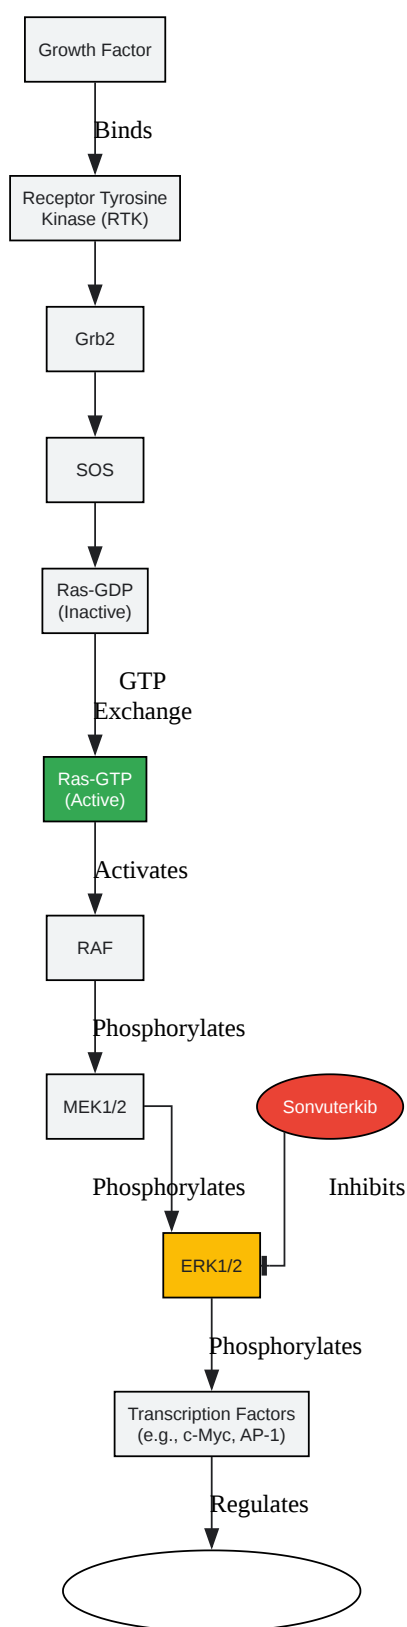 Growth Factor
Binds
Receptor Tyrosine
Kinase (RTK)
Grb2
SOS
Ras-GDP
(Inactive)
GTP
Exchange
Ras-GTP
(Active)
Activates
RAF
Phosphorylates
MEK1/2
Sonvuterkib
Phosphorylates
Inhibits
ERK1/2
Phosphorylates
Transcription Factors
(e.g., c-Myc, AP-1)
Regulates